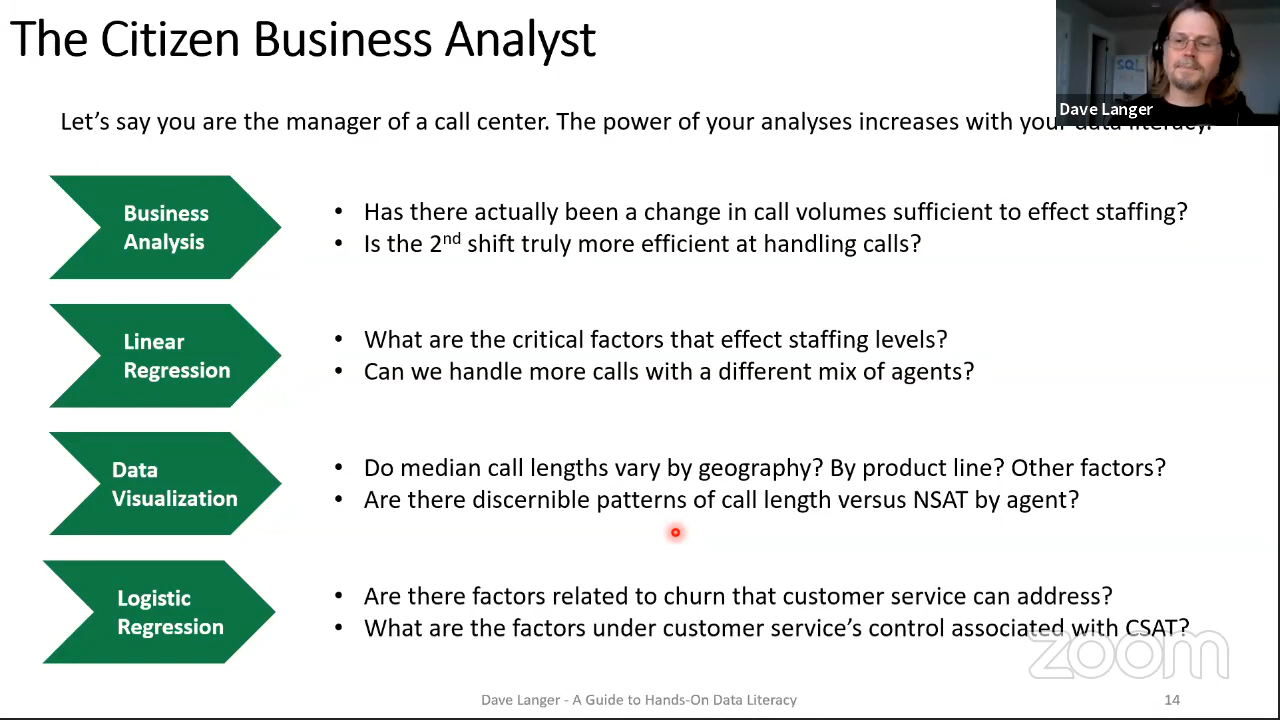 The Citizen Business Analyst
SQL
Dave Langer
Let's say you are the manager of a call center. The power of your analyses increases with your data literacy.
Business
Analysis
• Has there actually been a change in call volumes sufficient to effect staffing?
• Is the 2nd shift truly more efficient at handling calls?
Linear
Regression
• What are the critical factors that effect staffing levels?
• Can we handle more calls with a different mix of agents?
Data
Visualization
• Do median call lengths vary by geography? By product line? Other factors?
• Are there discernible patterns of call length versus NSAT by agent?
Logistic
Regression
• Are there factors related to churn that customer service can address?
• What are the factors under customer service's control associated with CSAT?
zoom
Dave Langer - A Guide to Hands-On Data Literacy
14